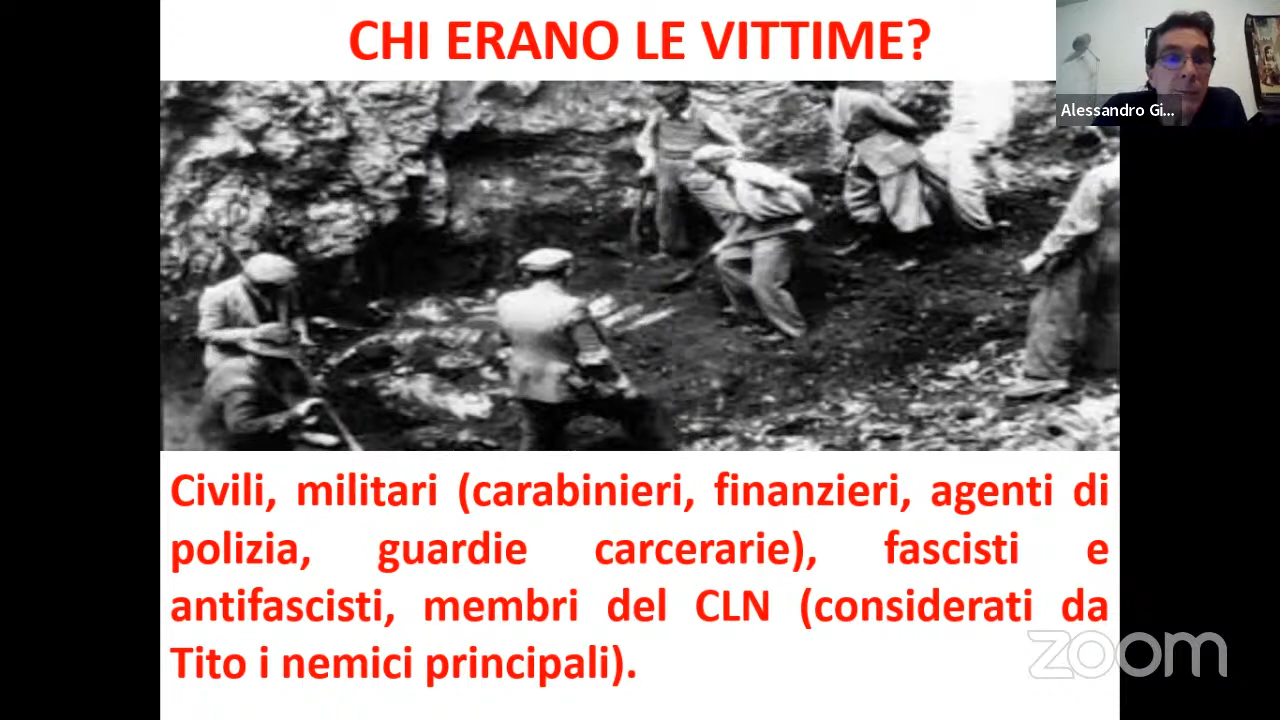 CHI ERANO LE VITTIME?
Alessandro Gi...
Civili, militari (carabinieri, finanzieri, agenti di
polizia, guardie carcerarie), fascisti e
antifascisti, membri del CLN (considerati da
Tito i nemici principali).
zoom